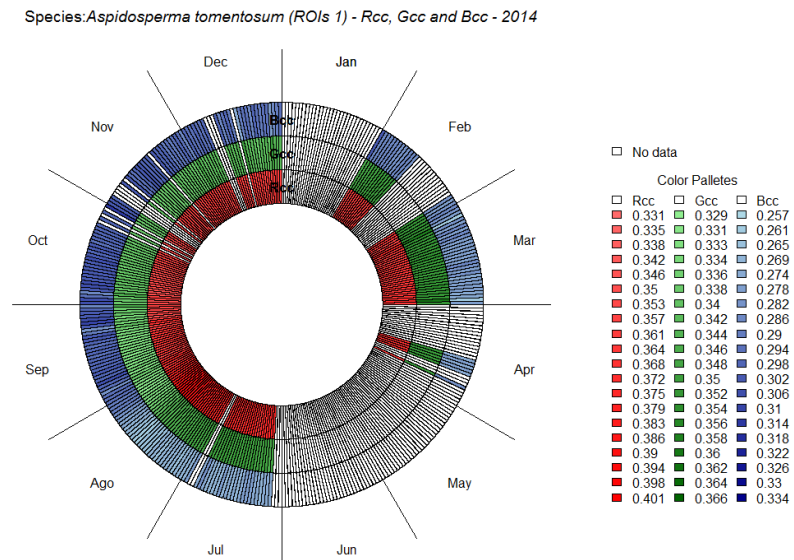 Species:Aspidosperma tomentosum (ROIs 1) - Rcc, Gcc and Bcc - 2014
Dec
Jan
Nov
Feb
Bcc
Gcc
Rcc
Oct
Mar
Sep
Apr
Ago
May
Jul
Jun
No data
Color Palletes
Rcc Gcc Bcc
0.331 0.329 0.257
0.335 0.331 0.261
0.338 0.333 0.265
0.342 0.334 0.269
0.346 0.336 0.274
0.35 0.338 0.278
0.353 0.34 0.282
0.357 0.342 0.286
0.361 0.344 0.29
0.364 0.346 0.294
0.368 0.348 0.298
0.372 0.35 0.302
0.375 0.352 0.306
0.379 0.354 0.31
0.383 0.356 0.314
0.386 0.358 0.318
0.39 0.36 0.322
0.394 0.362 0.326
0.398 0.364 0.33
0.401 0.366 0.334